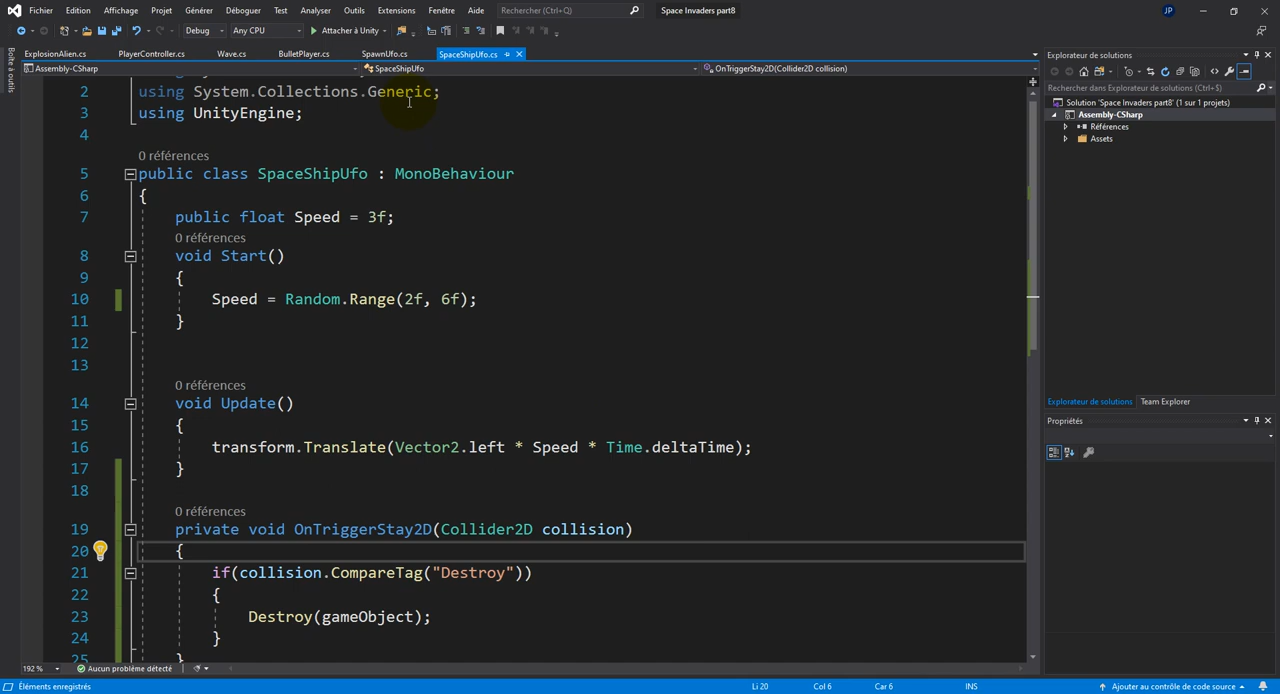 Fichier Edition Affichage Projet Générer Déboguer Test Analyser Outils Extensions Fenêtre Aide Rechercher (Ctrl+Q) Space Invaders part8 JP
Debug Any CPU Attacher à Unity
Boîte à outils
ExplosionAlien.cs PlayerController.cs Wave.cs BulletPlayer.cs SpawnUfo.cs SpaceShipUfo.cs
Assembly-CSharp SpaceShipUfo OnTriggerStay2D(Collider2D collision)
2 using System.Collections.Generic;
3 using UnityEngine;
4
0 références
5 public class SpaceShipUfo : MonoBehaviour
6 {
7 public float Speed = 3f;
0 références
8 void Start()
9 {
10 Speed = Random.Range(2f, 6f);
11 }
12
13
0 références
14 void Update()
15 {
16 transform.Translate(Vector2.left * Speed * Time.deltaTime);
17 }
18
0 références
19 private void OnTriggerStay2D(Collider2D collision)
20 {
21 if(collision.CompareTag("Destroy"))
22 {
23 Destroy(gameObject);
24 }
25 }
192 % Aucun problème détecté
Explorateur de solutions
Rechercher dans Explorateur de solutions (Ctrl+$)
Solution 'Space Invaders part8' (1 sur 1 projets)
Assembly-CSharp
Références
Assets
Explorateur de solutions Team Explorer
Propriétés
Éléments enregistrés Li 20 Col 6 Car 6 INS Ajouter au contrôle de code source